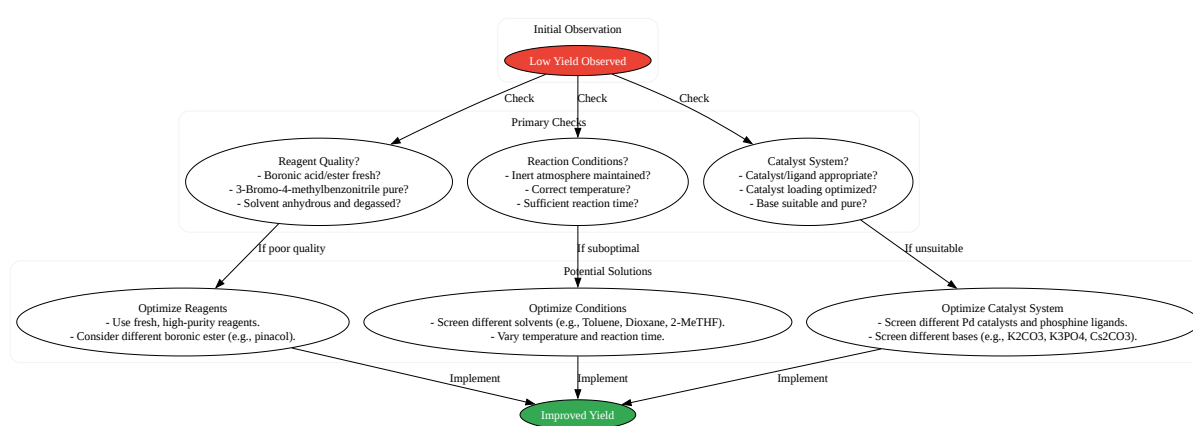 Initial Observation
Low Yield Observed
Check
Check
Check
Primary Checks
Reagent Quality?
- Boronic acid/ester fresh?
- 3-Bromo-4-methylbenzonitrile pure?
- Solvent anhydrous and degassed?
Reaction Conditions?
- Inert atmosphere maintained?
- Correct temperature?
- Sufficient reaction time?
Catalyst System?
- Catalyst/ligand appropriate?
- Catalyst loading optimized?
- Base suitable and pure?
If poor quality
If suboptimal
If unsuitable
Potential Solutions
Optimize Reagents
- Use fresh, high-purity reagents.
- Consider different boronic ester (e.g., pinacol).
Optimize Conditions
- Screen different solvents (e.g., Toluene, Dioxane, 2-MeTHF).
- Vary temperature and reaction time.
Optimize Catalyst System
- Screen different Pd catalysts and phosphine ligands.
- Screen different bases (e.g., K2CO3, K3PO4, Cs2CO3).
Implement
Implement
Implement
Improved Yield